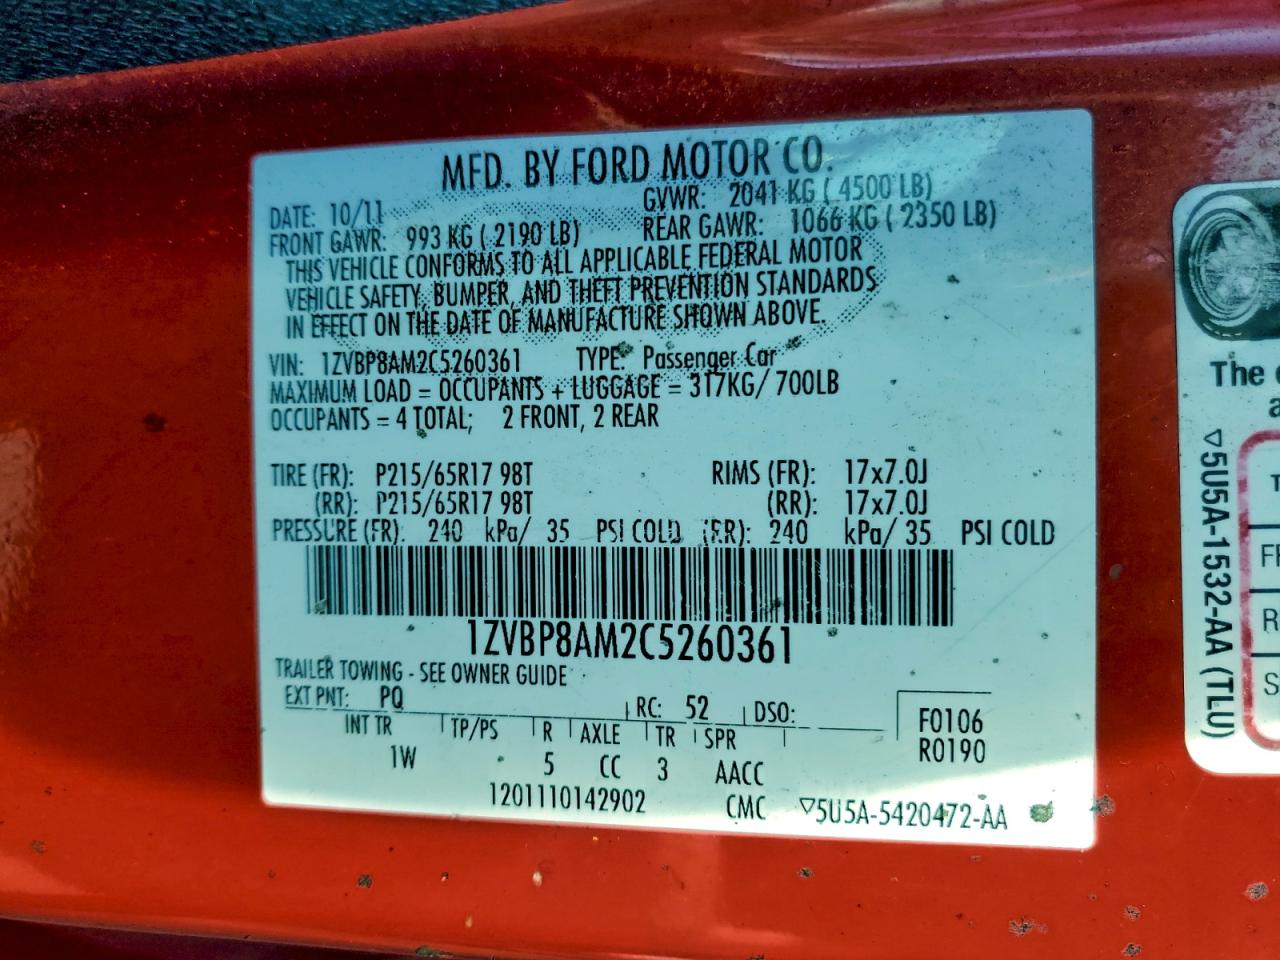 MFD. BY FORD MOTOR CO.
DATE: 10/11 GVWR: 2041 KG ( 4500 LB)
FRONT GAWR: 993 KG ( 2190 LB) REAR GAWR: 1066 KG ( 2350 LB)
THIS VEHICLE CONFORMS TO ALL APPLICABLE FEDERAL MOTOR
VEHICLE SAFETY, BUMPER, AND THEFT PREVENTION STANDARDS
IN EFFECT ON THE DATE OF MANUFACTURE SHOWN ABOVE.
VIN: 1ZVBP8AM2C5260361 TYPE: Passenger Car
MAXIMUM LOAD = OCCUPANTS + LUGGAGE = 317KG/ 700LB
OCCUPANTS = 4 TOTAL; 2 FRONT, 2 REAR
TIRE (FR): P215/65R17 98T RIMS (FR): 17x7.0J
(RR): P215/65R17 98T (RR): 17x7.0J
PRESSURE (FR): 240 kPa/ 35 PSI COLD (RR): 240 kPa/ 35 PSI COLD
1ZVBP8AM2C5260361
TRAILER TOWING - SEE OWNER GUIDE
EXT PNT: PQ RC: 52 DSO: F0106
INT TR TP/PS R AXLE TR SPR R0190
1W 5 CC 3 AACC
1201110142902 CMC ▽5U5A-5420472-AA
The
▽5U5A-1532-AA (TLU)